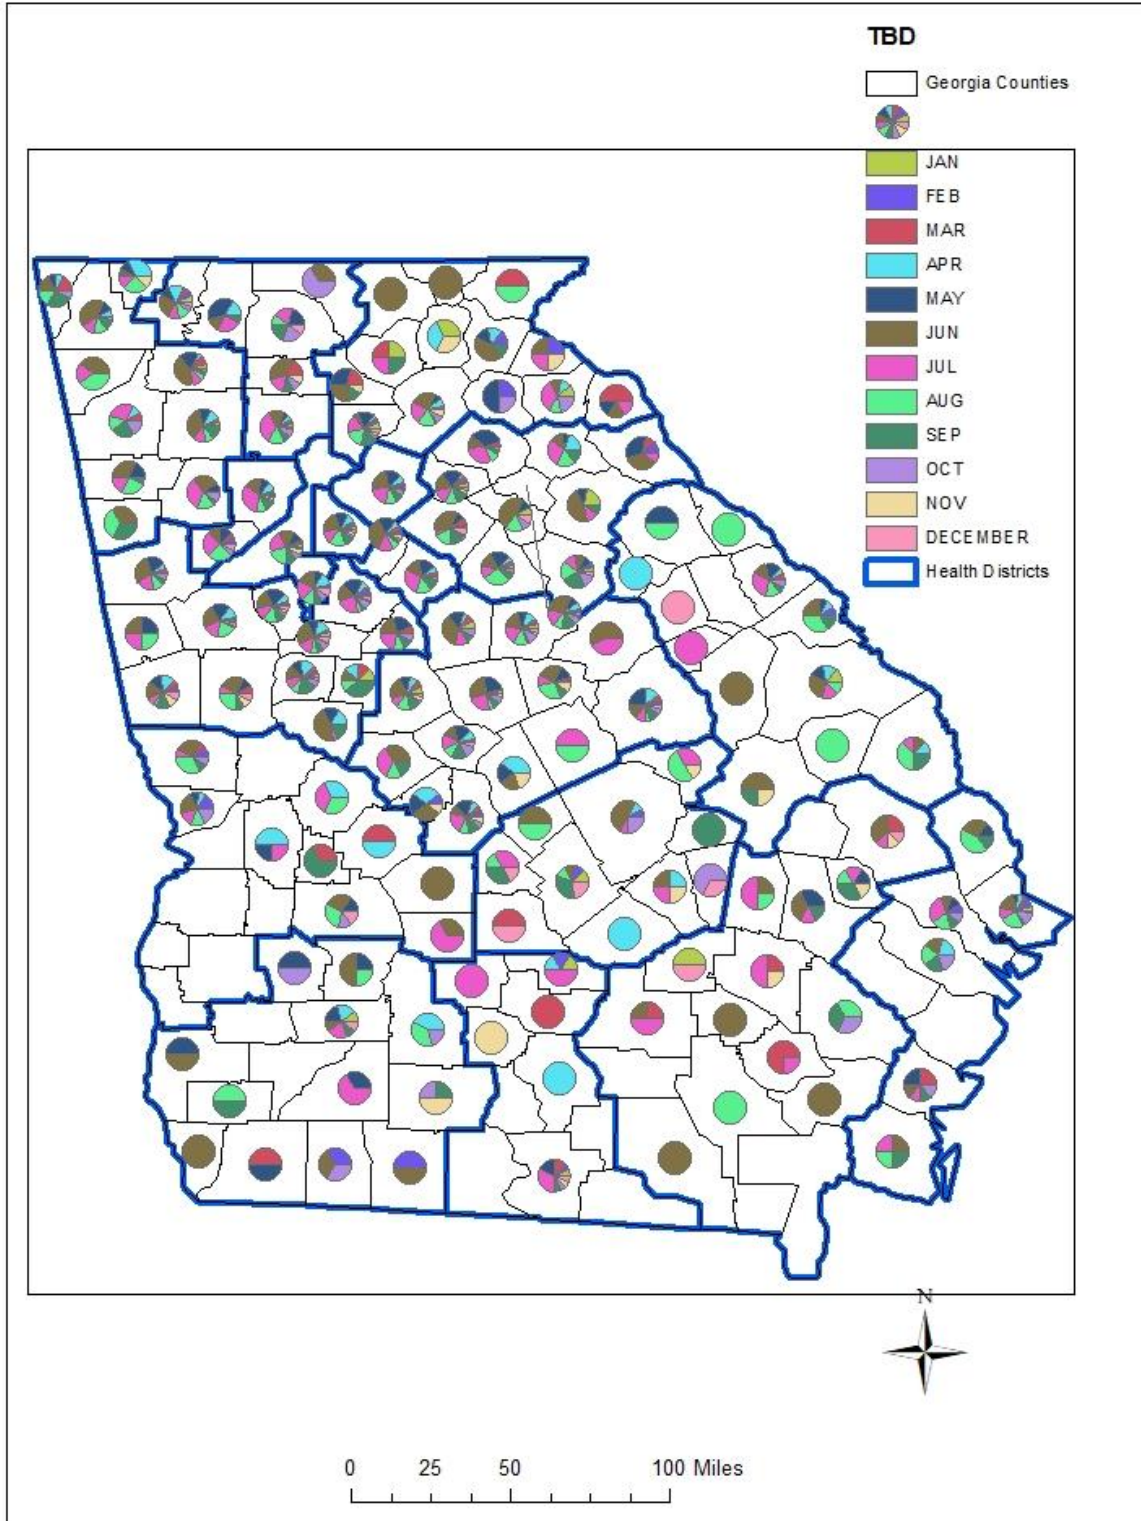 TBD
Georgia Counties
JAN
FEB
MAR
APR
MAY
JUN
JUL
AUG
SEP
OCT
NOV
DECEMBER
Health Districts
N
0 25 50 100 Miles